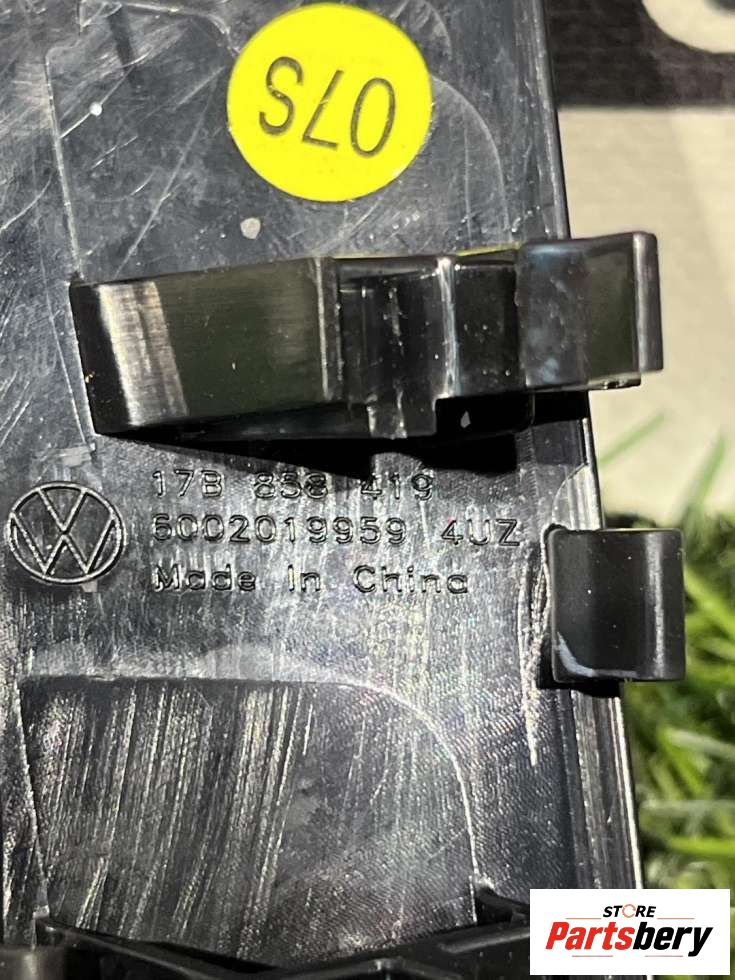 07S
17B 858 419
6002019959 4UZ
Made In China
STORE
Partsbery